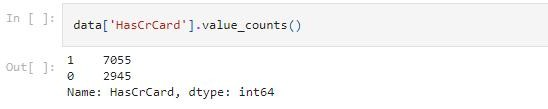 In [ ]: data['HasCrCard'].value_counts()
Out[ ]: 1    7055
0    2945
Name: HasCrCard, dtype: int64